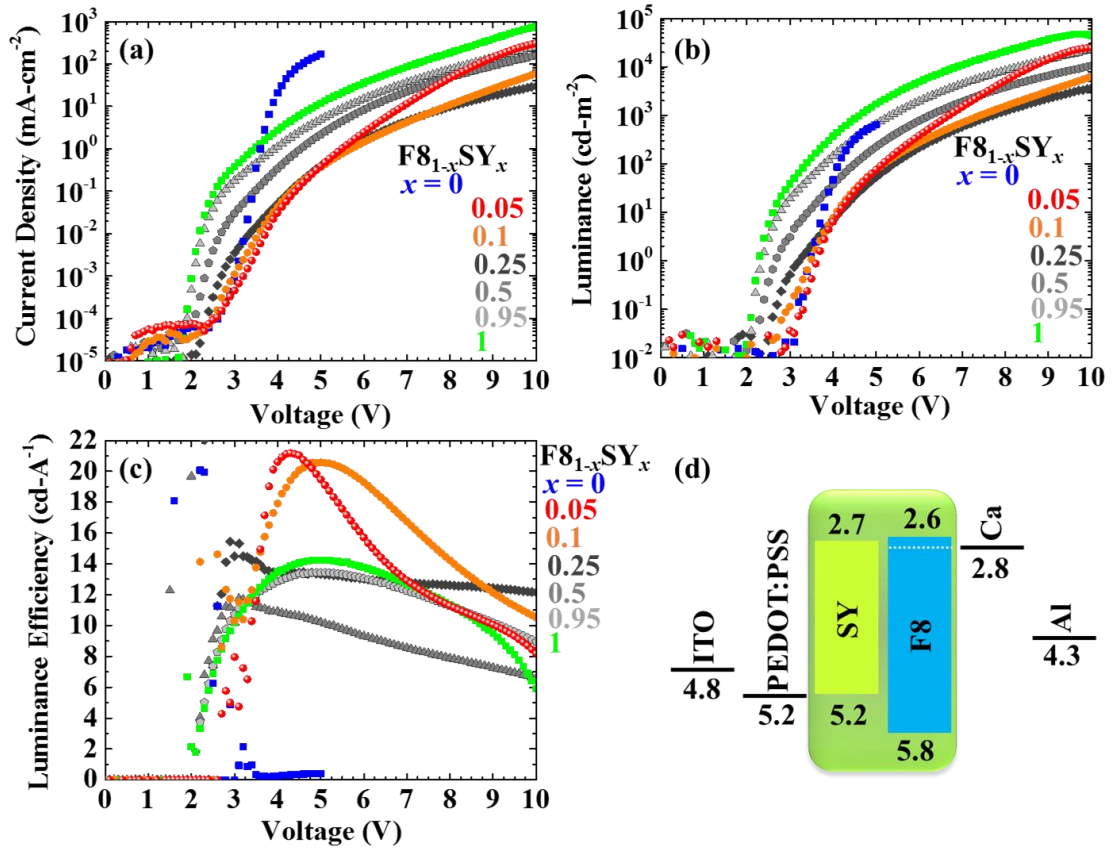 (a)
Current Density (mA-cm⁻²)
10³
10²
10¹
10⁰
10⁻¹
10⁻²
10⁻³
10⁻⁴
10⁻⁵
F8₁₋ₓSYₓ
x = 0
0.05
0.1
0.25
0.5
0.95
1
0 1 2 3 4 5 6 7 8 9 10
Voltage (V)
(b)
Luminance (cd-m⁻²)
10⁵
10⁴
10³
10²
10¹
10⁰
10⁻¹
10⁻²
F8₁₋ₓSYₓ
x = 0
0.05
0.1
0.25
0.5
0.95
1
0 1 2 3 4 5 6 7 8 9 10
Voltage (V)
(c)
Luminance Efficiency (cd-A⁻¹)
22
20
18
16
14
12
10
8
6
4
2
0
F8₁₋ₓSYₓ
x = 0
0.05
0.1
0.25
0.5
0.95
1
0 1 2 3 4 5 6 7 8 9 10
Voltage (V)
(d)
ITO
4.8
PEDOT:PSS
5.2
2.7
SY
5.2
2.6
F8
5.8
Ca
2.8
Al
4.3